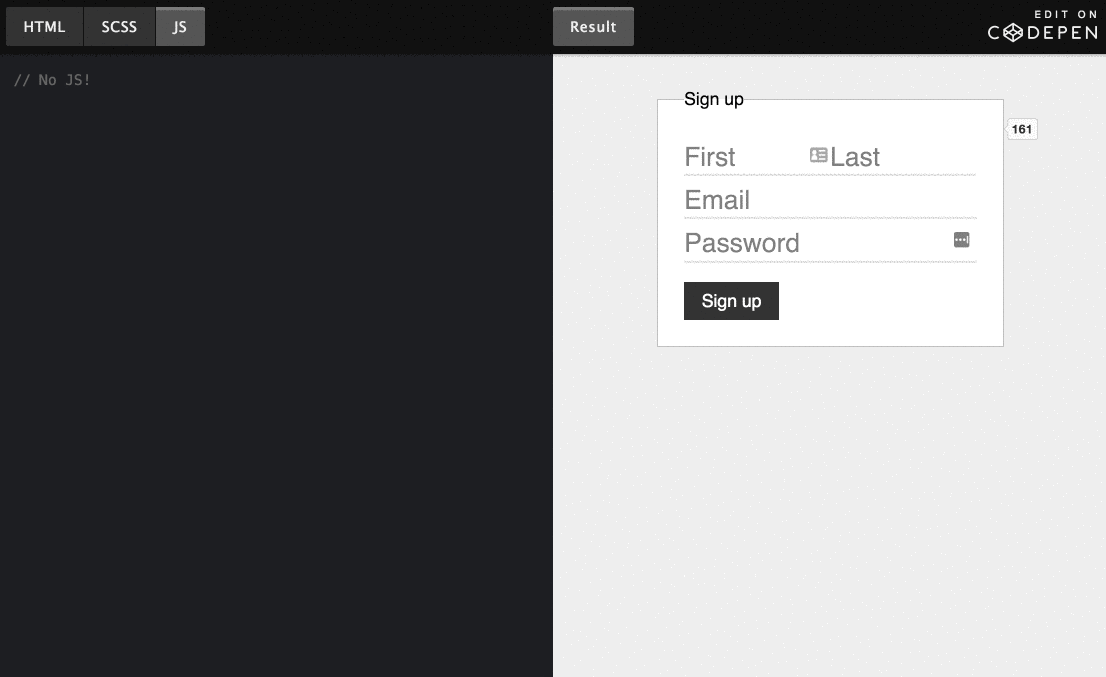 HTML SCSS JS Result EDIT ON
CODEPEN
// No JS!
Sign up
161
First Last
Email
Password
Sign up